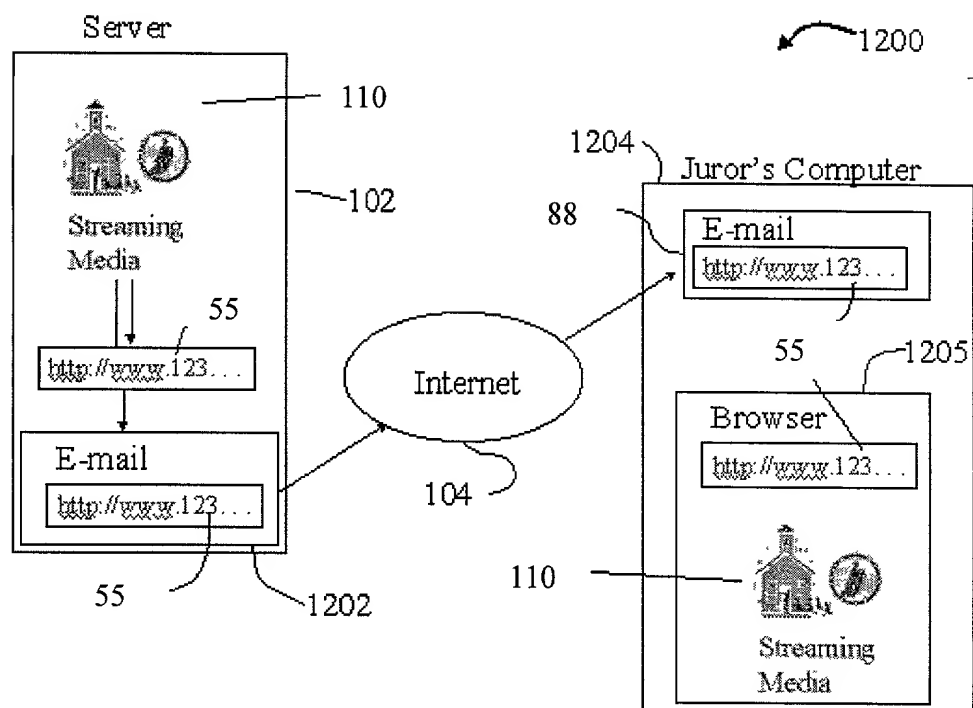 Server
1200
110
1204
Juror's Computer
102
88
E-mail
http://www.123...
Streaming
Media
55
55
1205
http://www.123...
Internet
Browser
http://www.123...
E-mail
http://www.123...
104
110
55
1202
Streaming
Media